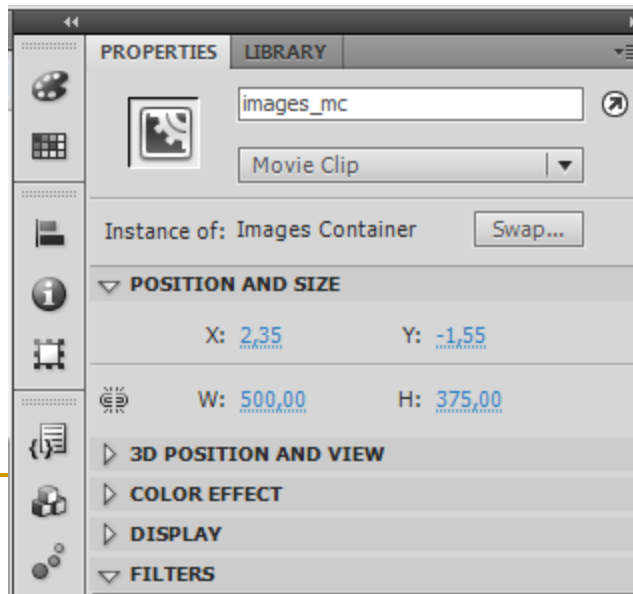 PROPERTIES LIBRARY
images_mc
Movie Clip
Instance of: Images Container Swap...
POSITION AND SIZE
X: 2,35 Y: -1,55
W: 500,00 H: 375,00
3D POSITION AND VIEW
COLOR EFFECT
DISPLAY
FILTERS